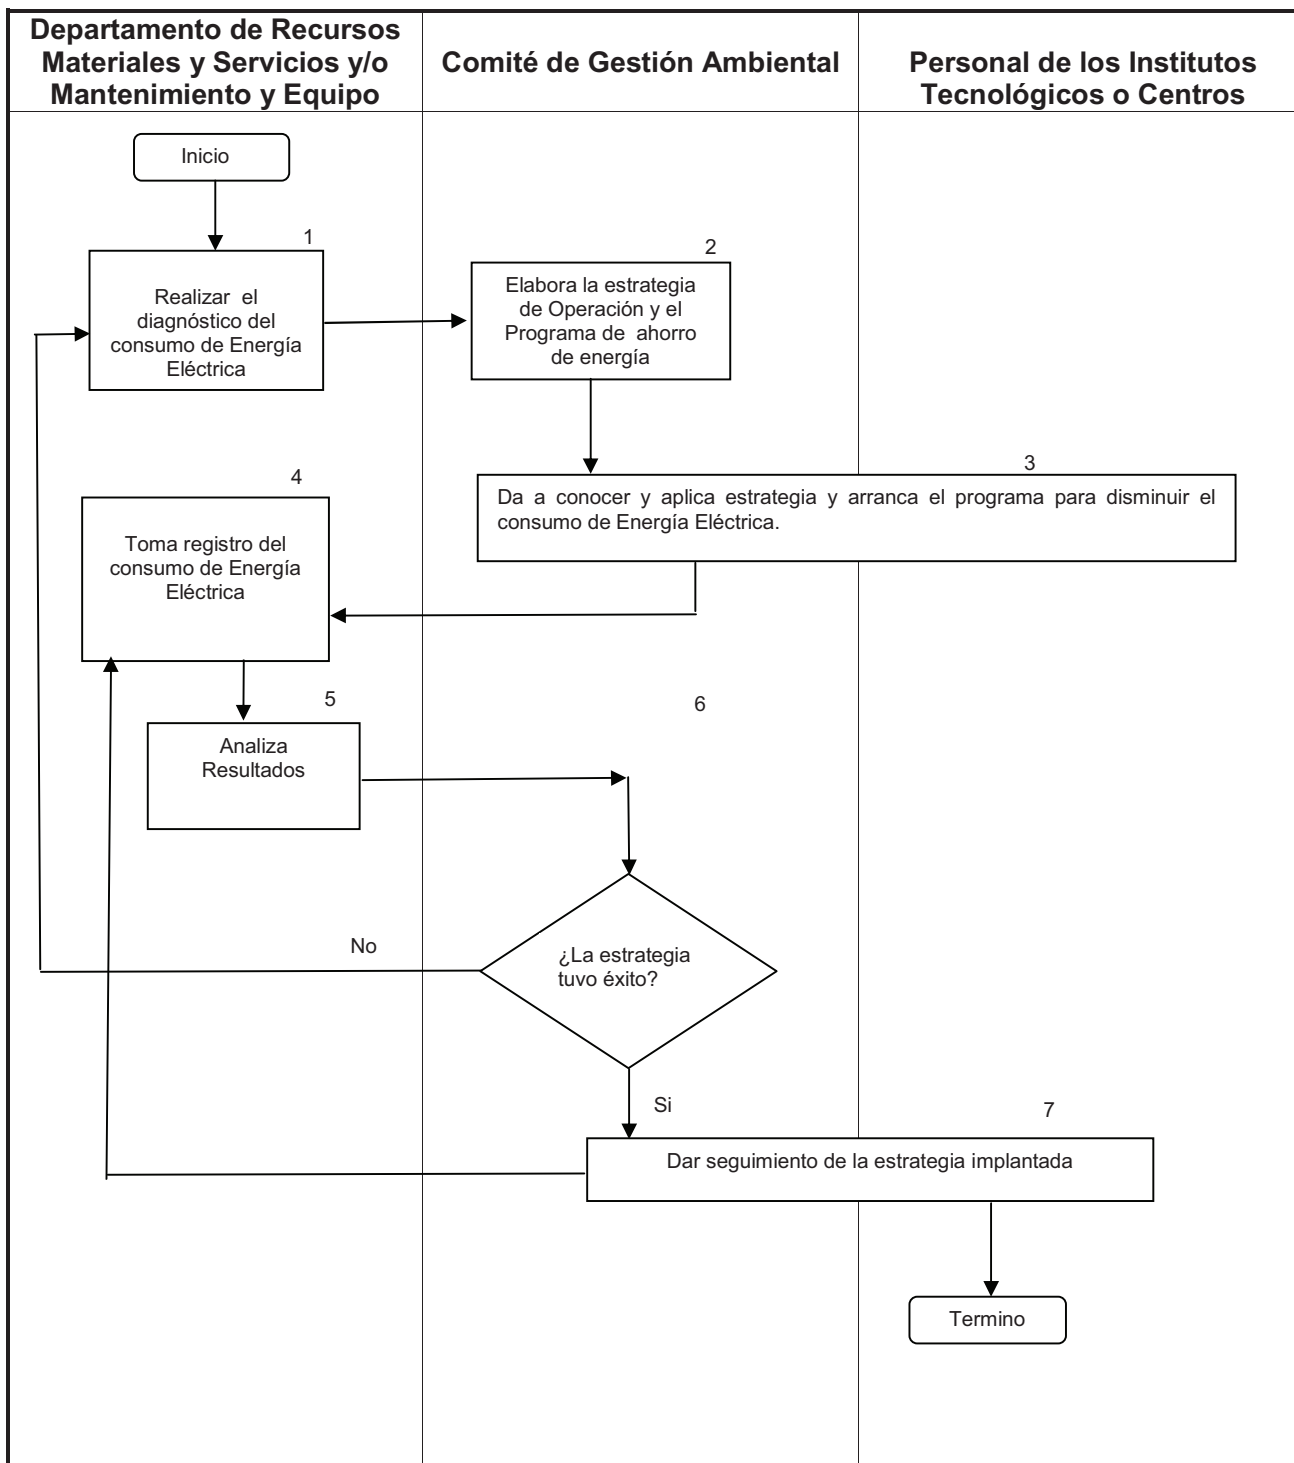 Departamento de Recursos
Materiales y Servicios y/o
Mantenimiento y Equipo
Comité de Gestión Ambiental
Personal de los Institutos
Tecnológicos o Centros
Inicio
1
Realizar el
diagnóstico del
consumo de Energía
Eléctrica
2
Elabora la estrategia
de Operación y el
Programa de ahorro
de energía
3
Da a conocer y aplica estrategia y arranca el programa para disminuir el
consumo de Energía Eléctrica.
4
Toma registro del
consumo de Energía
Eléctrica
5
Analiza
Resultados
6
¿La estrategia
tuvo éxito?
No
Si
7
Dar seguimiento de la estrategia implantada
Termino